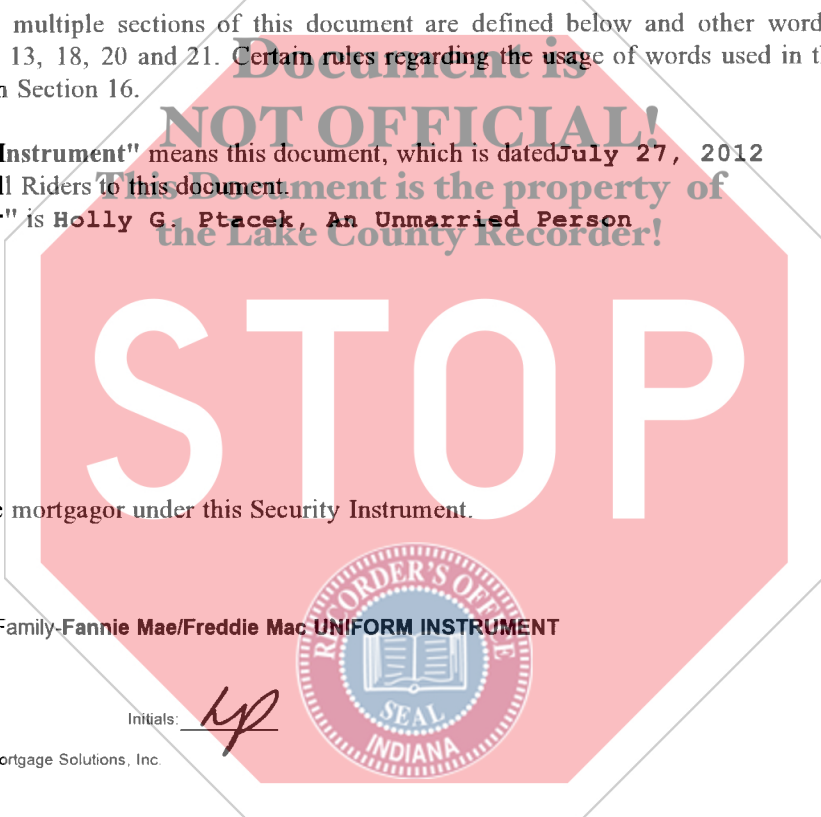 multiple sections of this document are defined below and other word
13, 18, 20 and 21. Certain rules regarding the usage of words used in t
Section 16.
Document is
NOT OFFICIAL!
Instrument" means this document, which is datedJuly 27, 2012
ll Riders to this document.
This Document is the property of
" is Holly G. Ptacek, An Unmarried Person
the Lake County Recorder!
STOP
mortgagor under this Security Instrument.
Family-Fannie Mae/Freddie Mac UNIFORM INSTRUMENT
RECORDER'S OFFICE
SEAL
INDIANA
Initials: HP
ortgage Solutions, Inc.